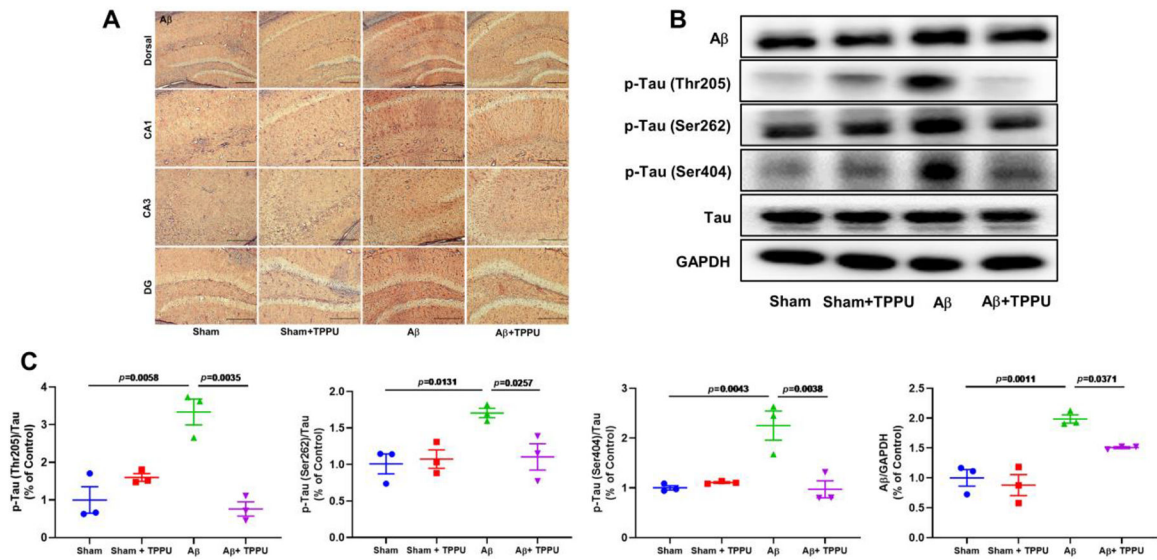 A
Aβ
Dorsal
CA1
CA3
DG
Sham
Sham+TPPU
Aβ
Aβ+TPPU
B
Aβ
p-Tau (Thr205)
p-Tau (Ser262)
p-Tau (Ser404)
Tau
GAPDH
Sham
Sham+TPPU
Aβ
Aβ+TPPU
C
p-Tau (Thr205)/Tau
(% of Control)
4
3
2
1
0
p=0.0058
p=0.0035
Sham
Sham + TPPU
Aβ
Aβ+ TPPU
p-Tau (Ser262)/Tau
(% of Control)
2.0
1.5
1.0
0.5
0.0
p=0.0131
p=0.0257
Sham
Sham + TPPU
Aβ
Aβ+ TPPU
p-Tau (Ser404)/Tau
(% of Control)
3
2
1
0
p=0.0043
p=0.0038
Sham
Sham + TPPU
Aβ
Aβ+ TPPU
Aβ/GAPDH
(% of Control)
2.5
2.0
1.5
1.0
0.5
0.0
p=0.0011
p=0.0371
Sham
Sham + TPPU
Aβ
Aβ+ TPPU